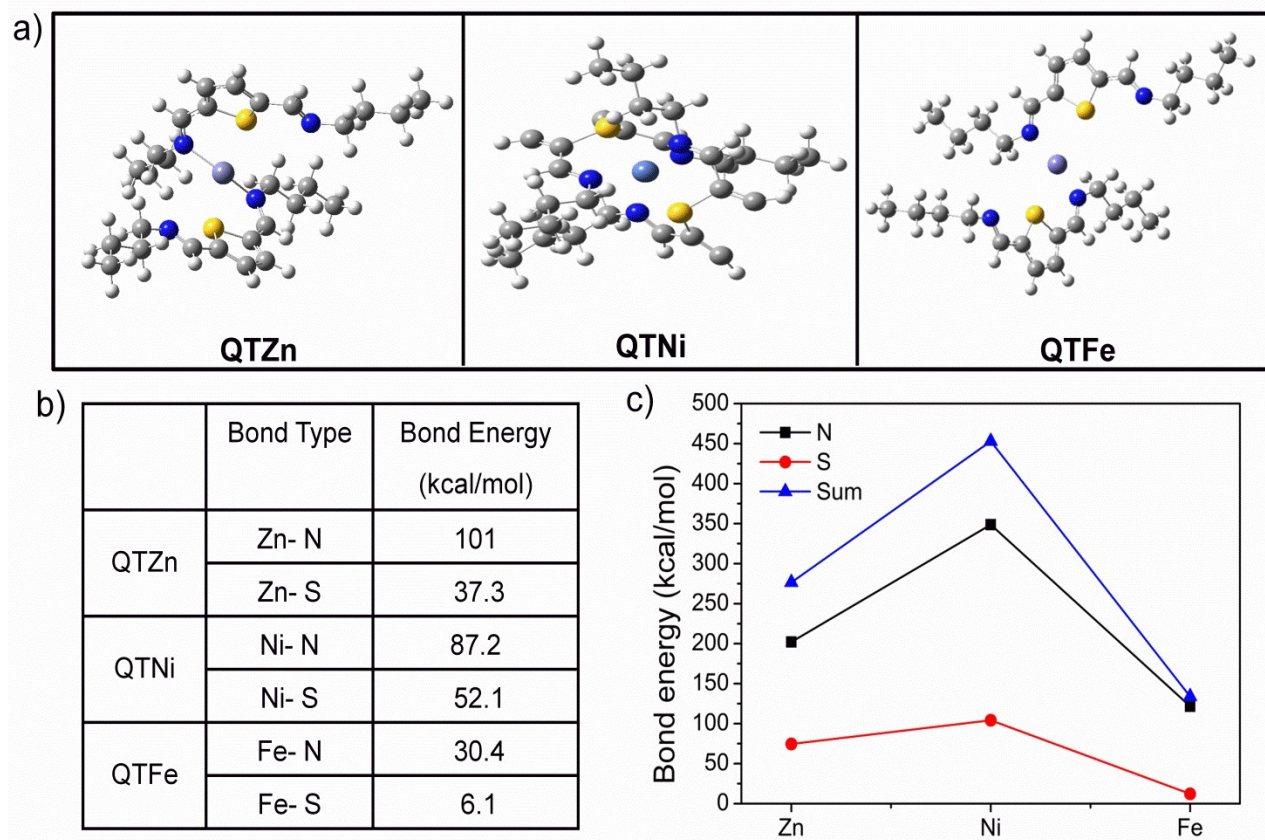 a)
QTZn
QTNi
QTFe
b)
Bond Type
Bond Energy
(kcal/mol)
QTZn
Zn- N
101
Zn- S
37.3
QTNi
Ni- N
87.2
Ni- S
52.1
QTFe
Fe- N
30.4
Fe- S
6.1
c)
Bond energy (kcal/mol)
500
450
400
350
300
250
200
150
100
50
0
N
S
Sum
Zn
Ni
Fe